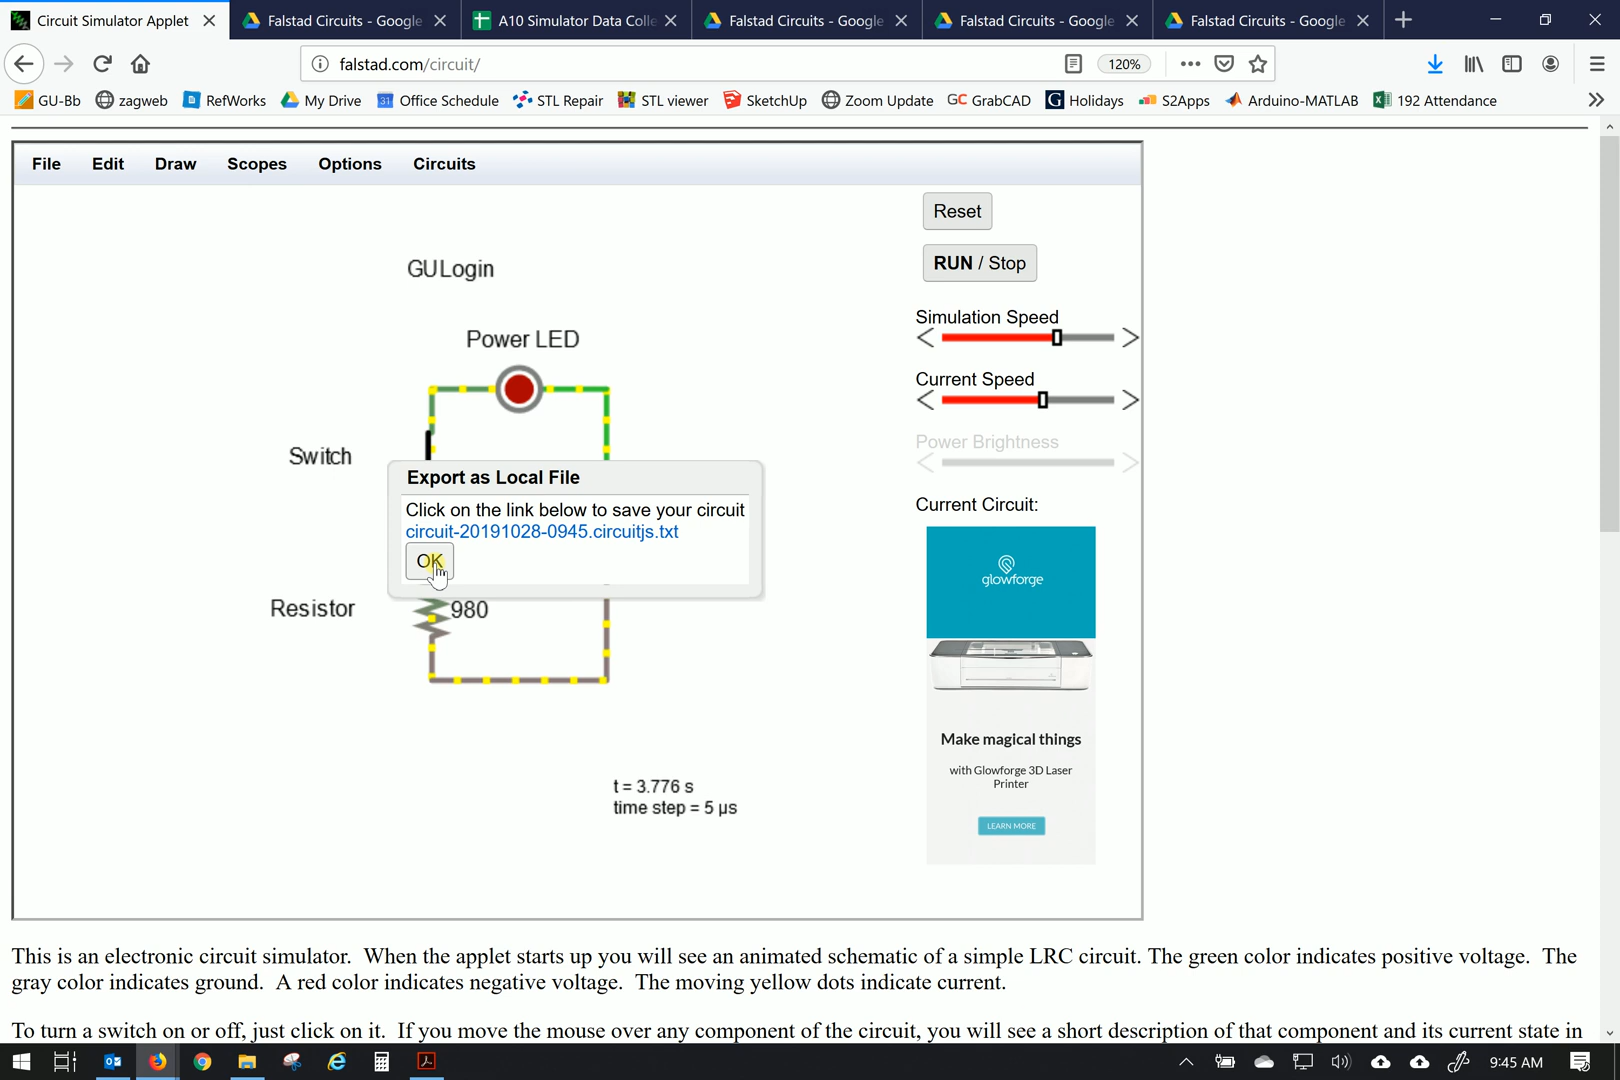 Circuit Simulator Applet
Falstad Circuits - Google
A10 Simulator Data Colle
Falstad Circuits - Google
Falstad Circuits - Google
Falstad Circuits - Google
falstad.com/circuit/
120%
GU-Bb
zagweb
RefWorks
My Drive
31
Office Schedule
STL Repair
STL viewer
SketchUp
Zoom Update
GC GrabCAD
G Holidays
S2Apps
Arduino-MATLAB
192 Attendance
File
Edit
Draw
Scopes
Options
Circuits
Reset
RUN / Stop
GULogin
Simulation Speed
Power LED
Current Speed
Power Brightness
Switch
Export as Local File
Click on the link below to save your circuit
circuit-20191028-0945.circuitjs.txt
OK
Current Circuit:
glowforge
Resistor
980
Make magical things
with Glowforge 3D Laser
Printer
LEARN MORE
t = 3.776 s
time step = 5 µs
This is an electronic circuit simulator.  When the applet starts up you will see an animated schematic of a simple LRC circuit. The green color indicates positive voltage.  The
gray color indicates ground.  A red color indicates negative voltage.  The moving yellow dots indicate current.
To turn a switch on or off, just click on it.  If you move the mouse over any component of the circuit, you will see a short description of that component and its current state in
9:45 AM